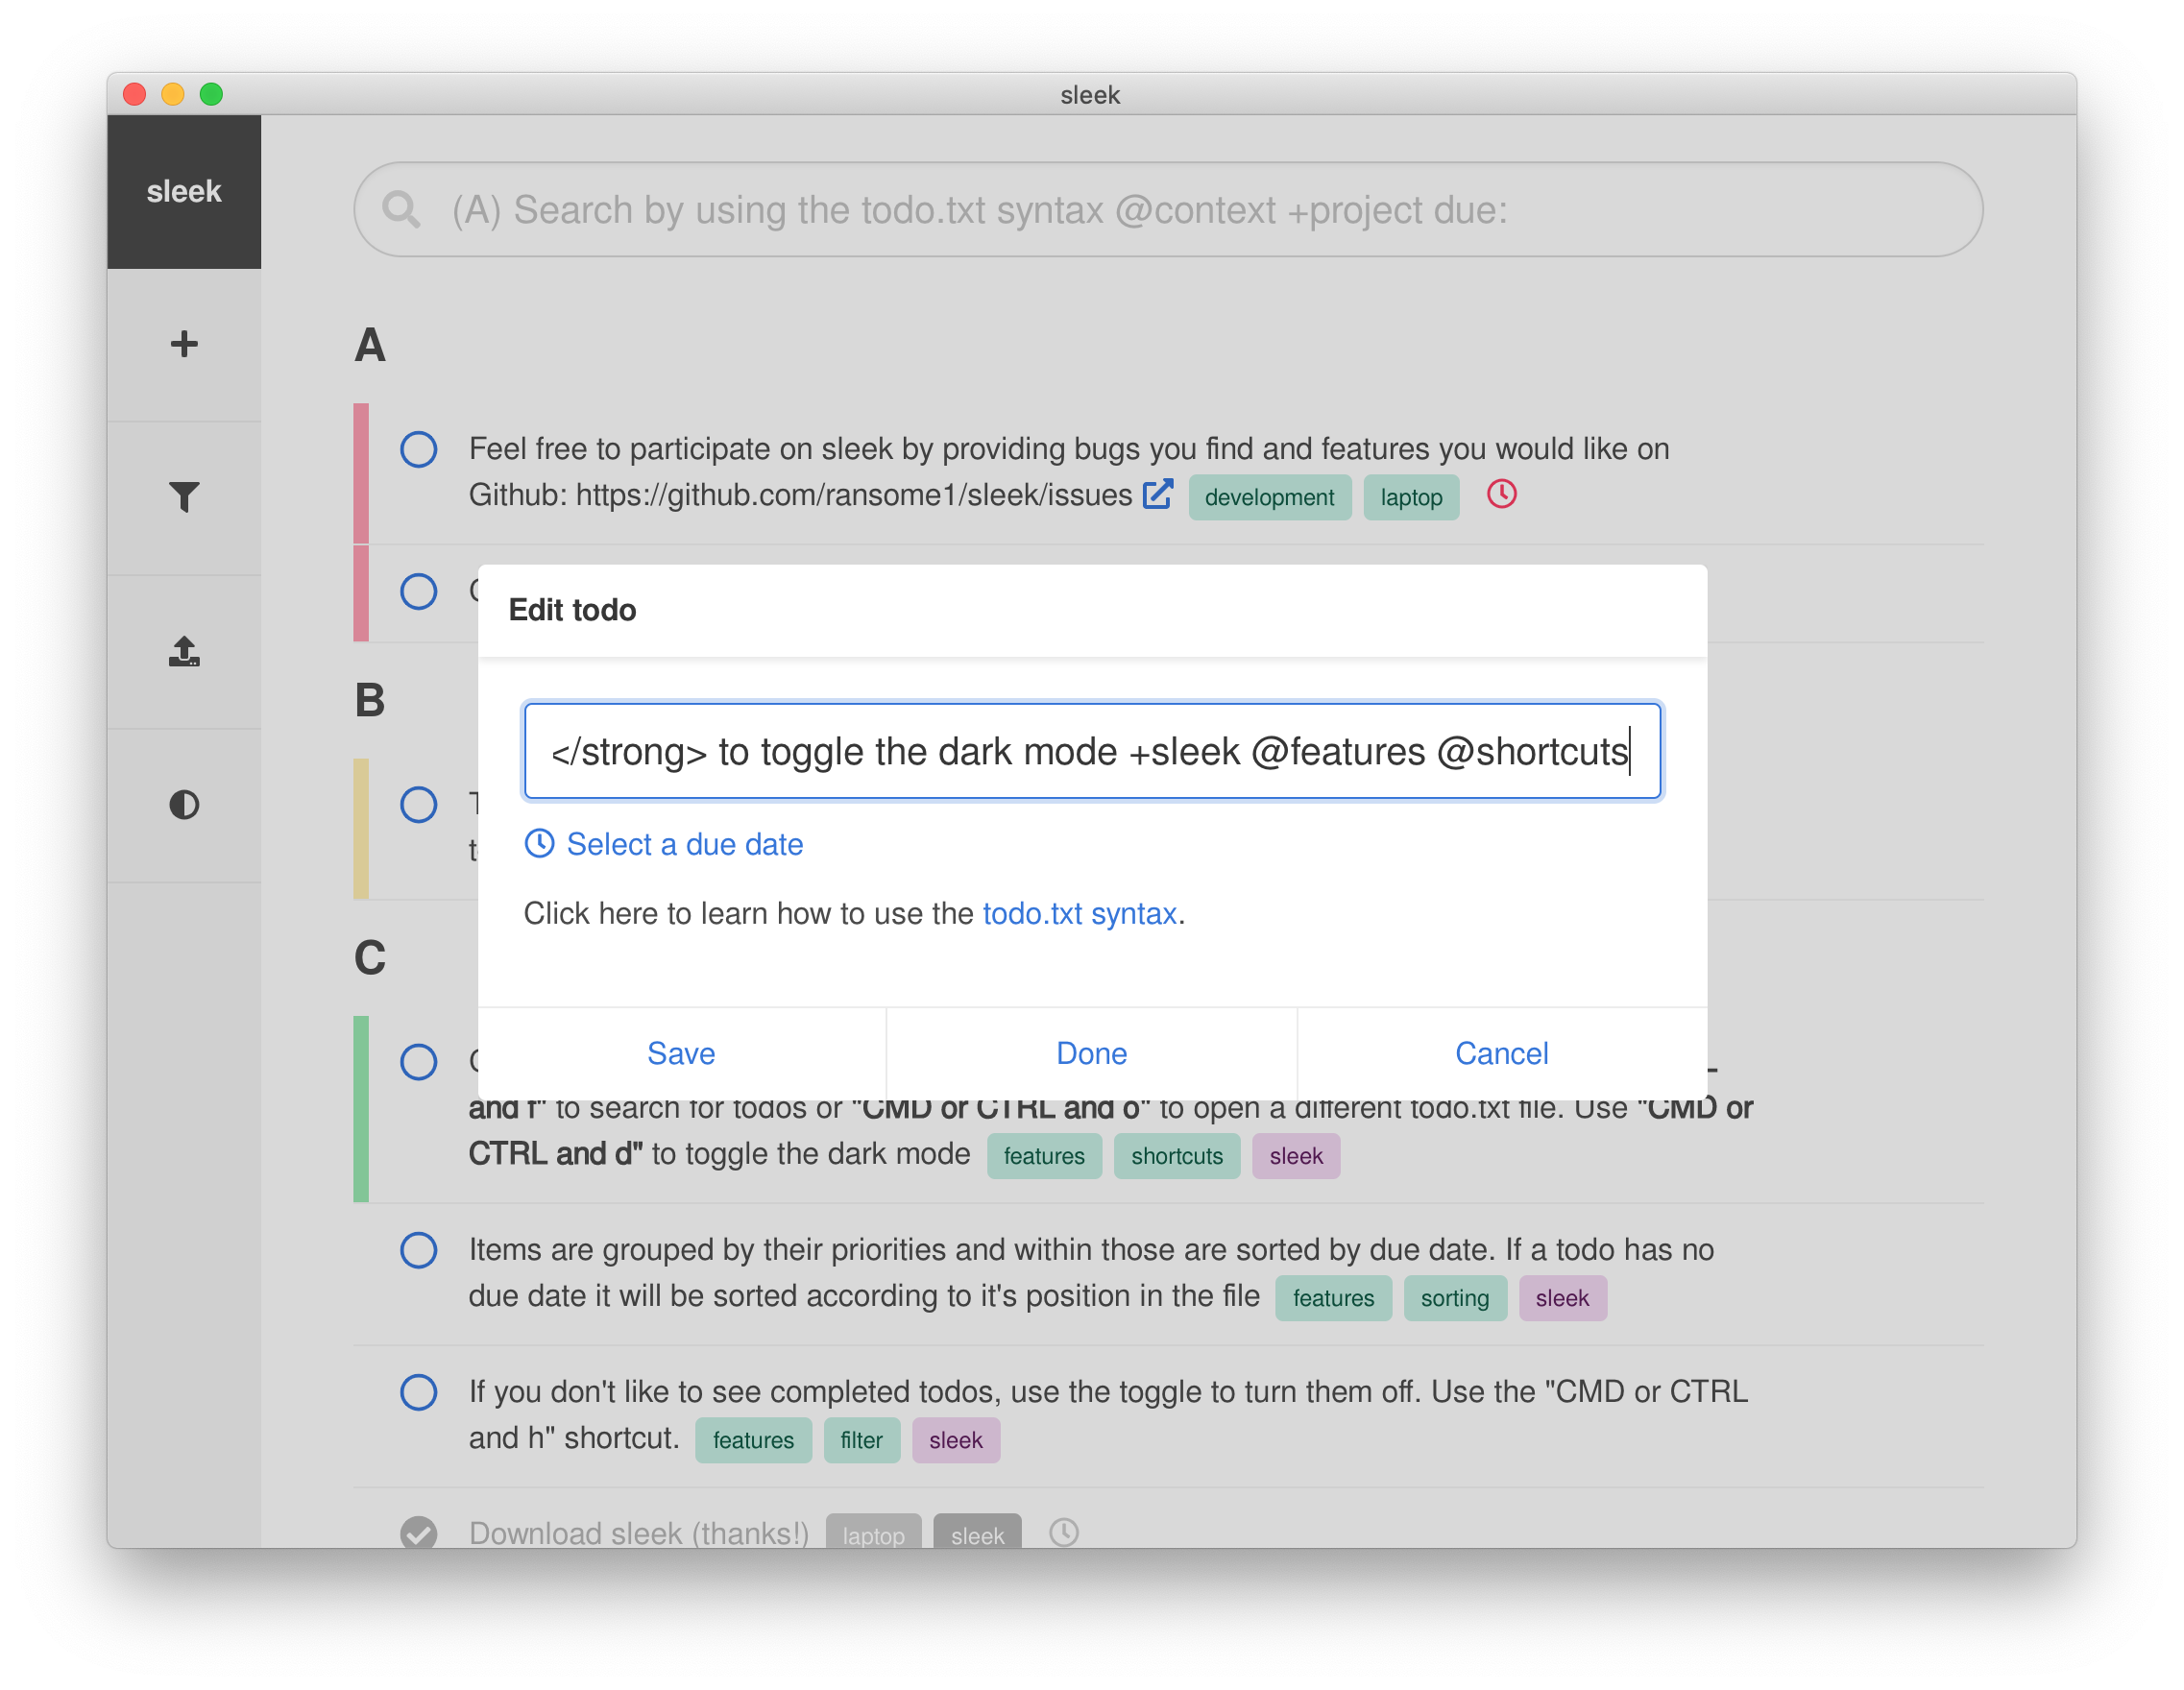 sleek
sleek
(A) Search by using the todo.txt syntax @context +project due:
A
Feel free to participate on sleek by providing bugs you find and features you would like on
Github: https://github.com/ransome1/sleek/issues development laptop
Edit todo
B
</strong> to toggle the dark mode +sleek @features @shortcuts
Select a due date
Click here to learn how to use the todo.txt syntax.
C
Save Done Cancel
and f" to search for todos or "CMD or CTRL and o" to open a different todo.txt file. Use "CMD or
CTRL and d" to toggle the dark mode features shortcuts sleek
Items are grouped by their priorities and within those are sorted by due date. If a todo has no
due date it will be sorted according to it's position in the file features sorting sleek
If you don't like to see completed todos, use the toggle to turn them off. Use the "CMD or CTRL
and h" shortcut. features filter sleek
Download sleek (thanks!) laptop sleek